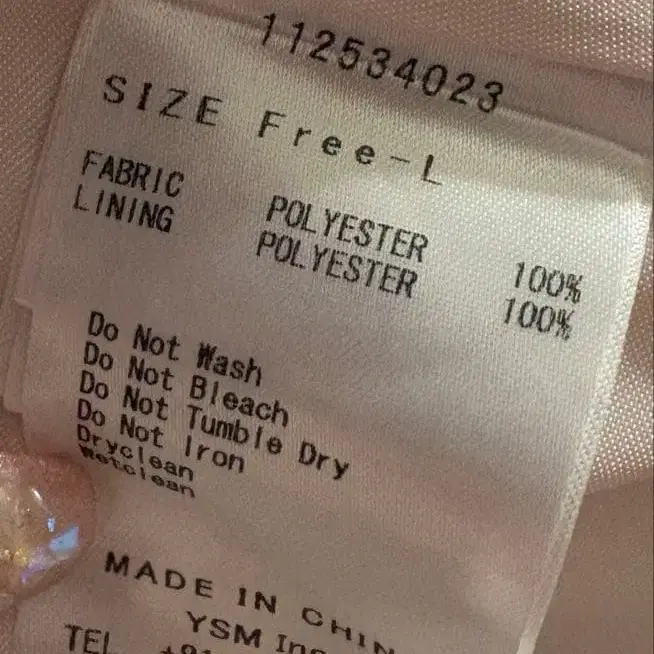 112534023
SIZE Free-L
FABRIC POLYESTER 100%
LINING POLYESTER 100%
Do Not Wash
Do Not Bleach
Do Not Tumble Dry
Do Not Iron
Dryclean
Wetclean
MADE IN CHIN
YSM Inc
TEL